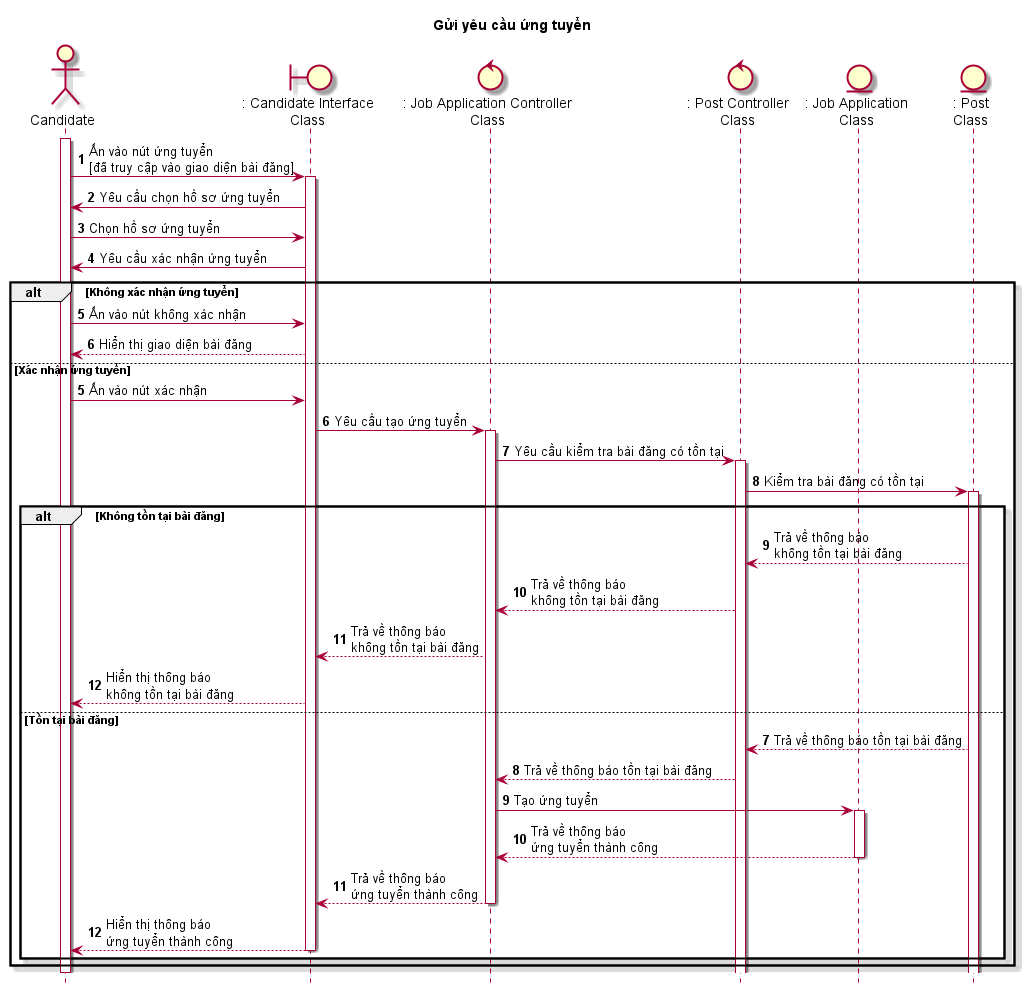 Gửi yêu cầu ứng tuyển
Candidate
: Candidate Interface
Class
: Job Application Controller
Class
: Post Controller
Class
: Job Application
Class
: Post
Class
1 Ấn vào nút ứng tuyển
[đã truy cập vào giao diện bài đăng]
2 Yêu cầu chọn hồ sơ ứng tuyển
3 Chọn hồ sơ ứng tuyển
4 Yêu cầu xác nhận ứng tuyển
alt [Không xác nhận ứng tuyển]
5 Ấn vào nút không xác nhận
6 Hiển thị giao diện bài đăng
[Xác nhận ứng tuyển]
5 Ấn vào nút xác nhận
6 Yêu cầu tạo ứng tuyển
7 Yêu cầu kiểm tra bài đăng có tồn tại
8 Kiểm tra bài đăng có tồn tại
alt [Không tồn tại bài đăng]
9 Trả về thông báo
không tồn tại bài đăng
10 Trả về thông báo
không tồn tại bài đăng
11 Trả về thông báo
không tồn tại bài đăng
12 Hiển thị thông báo
không tồn tại bài đăng
[Tồn tại bài đăng]
7 Trả về thông báo tồn tại bài đăng
8 Trả về thông báo tồn tại bài đăng
9 Tạo ứng tuyển
10 Trả về thông báo
ứng tuyển thành công
11 Trả về thông báo
ứng tuyển thành công
12 Hiển thị thông báo
ứng tuyển thành công